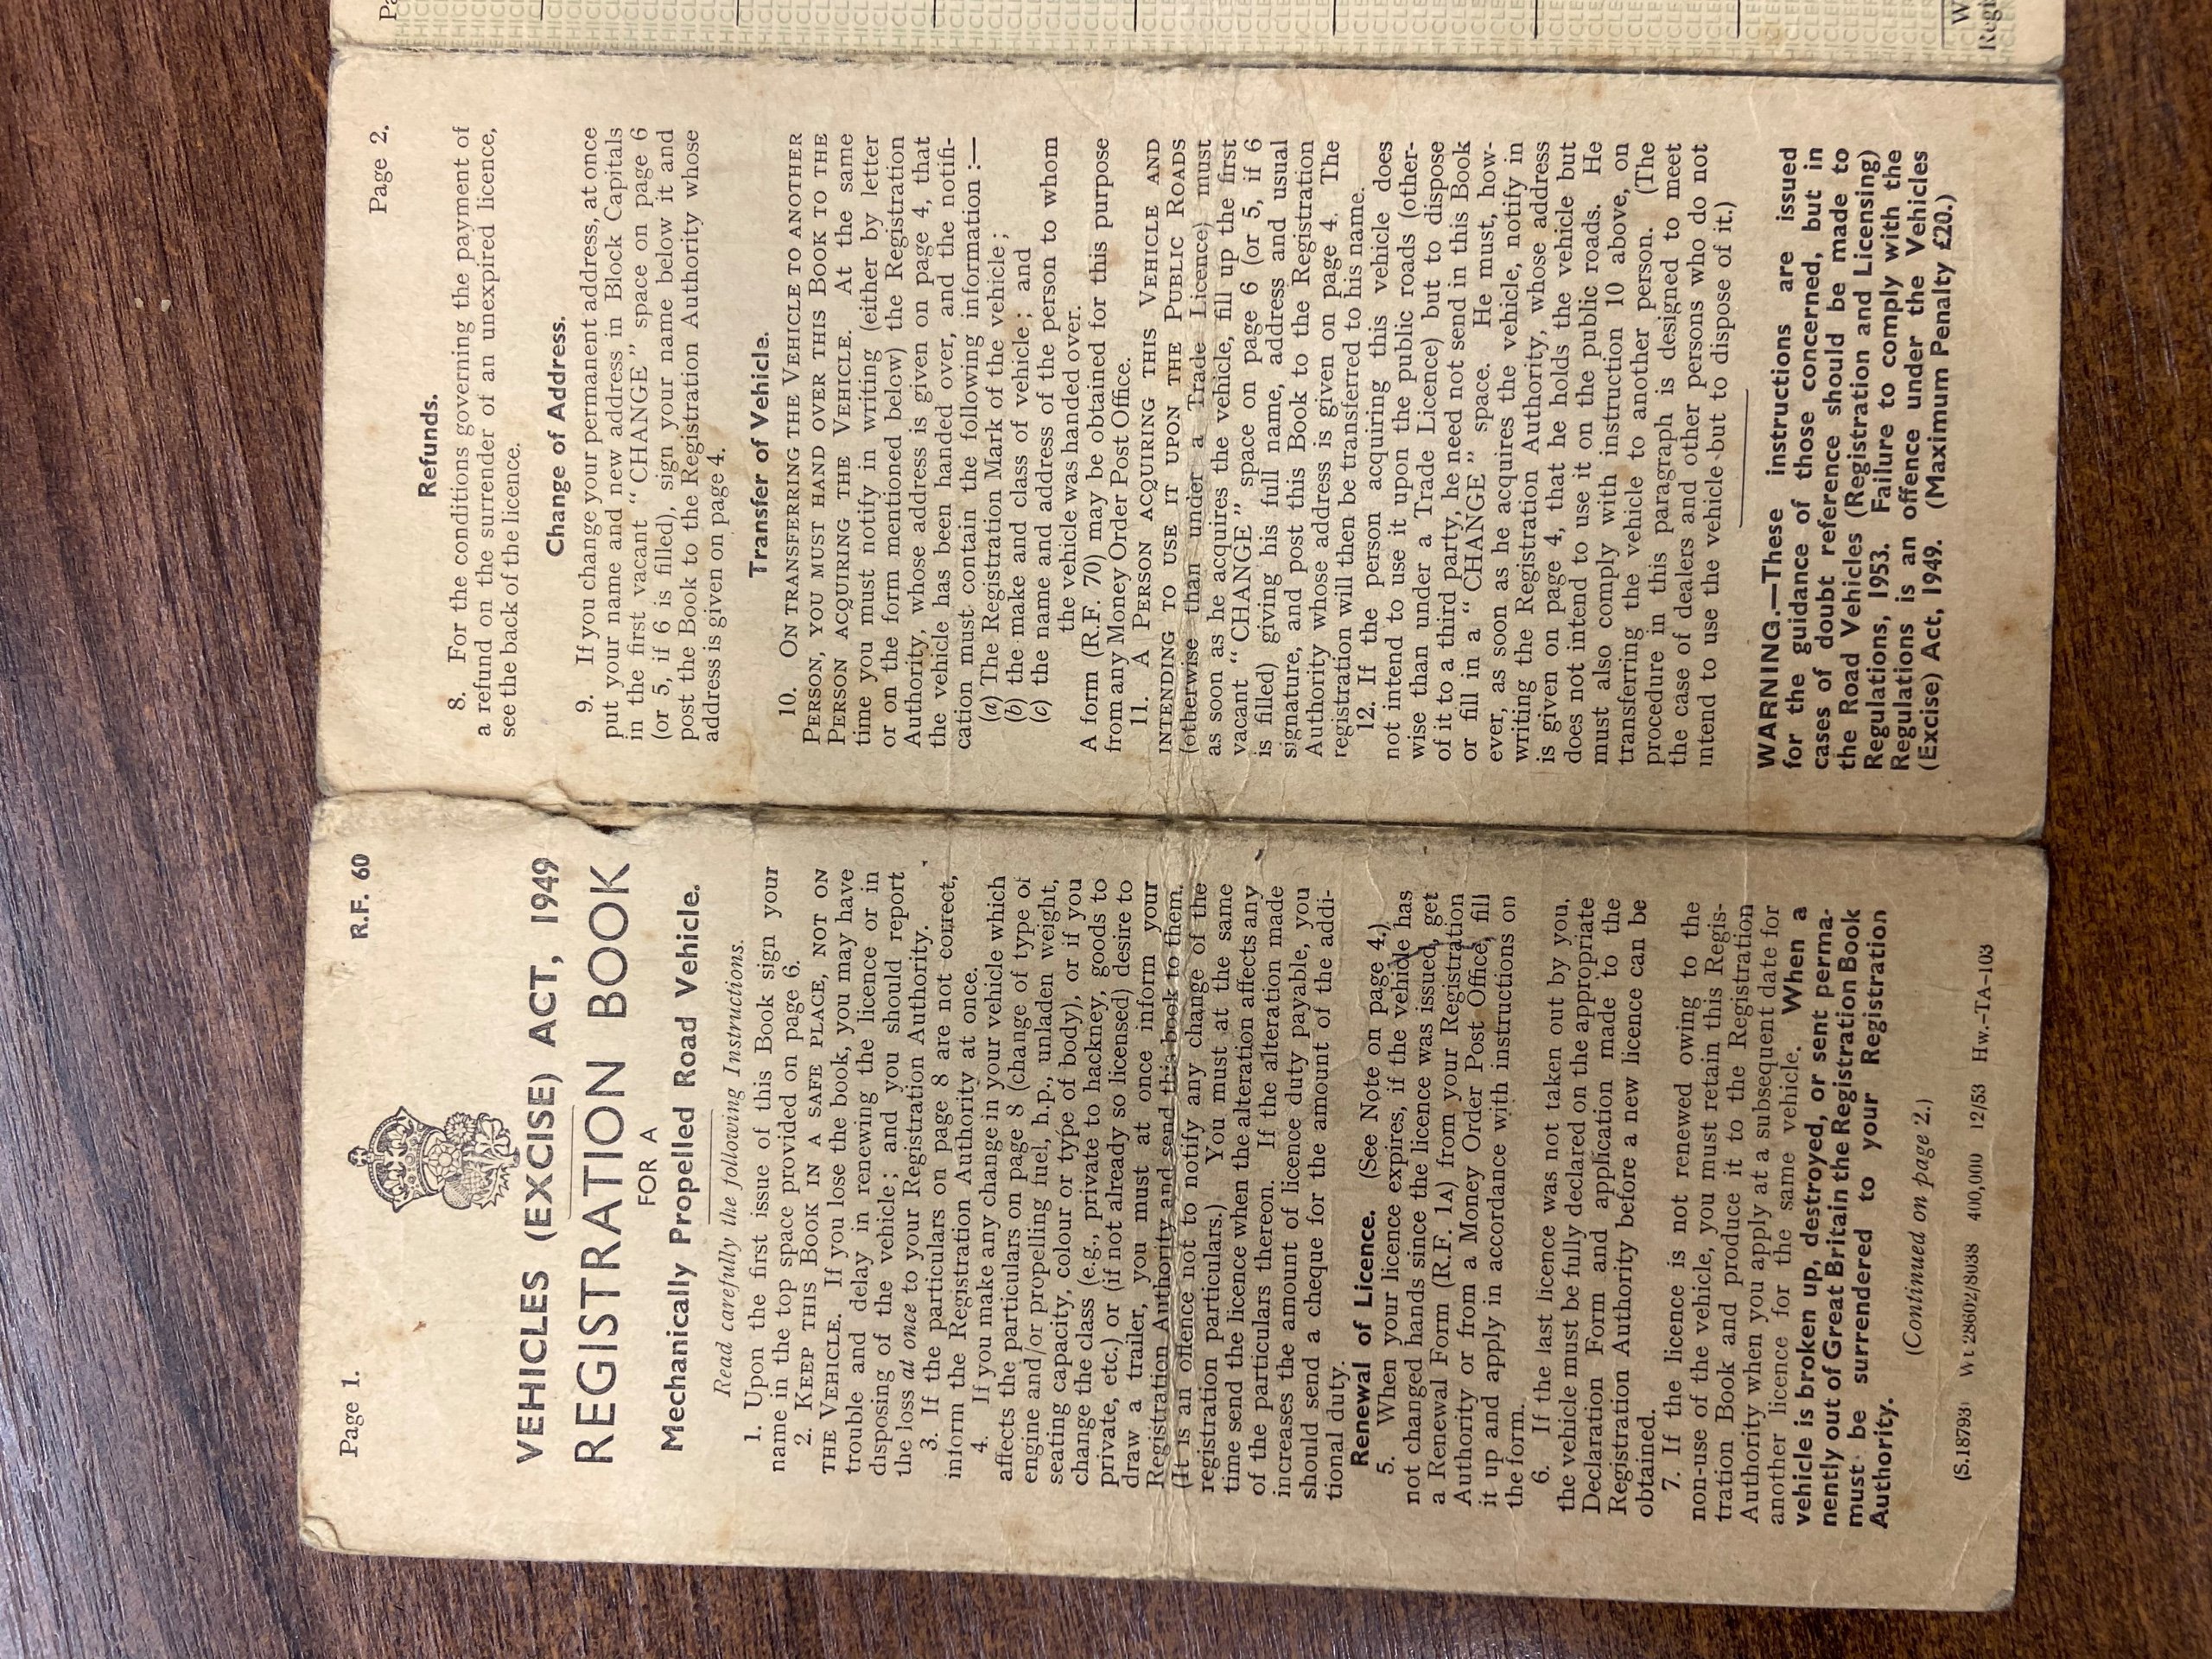 Page 1.
R.F. 60
VEHICLES (EXCISE) ACT, 1949
REGISTRATION BOOK
FOR A
Mechanically Propelled Road Vehicle.
Read carefully the following Instructions.
1. Upon the first issue of this Book sign your
name in the top space provided on page 6.
2. KEEP THIS BOOK IN A SAFE PLACE, NOT ON
THE VEHICLE. If you lose the book, you may have
trouble and delay in renewing the licence or in
disposing of the vehicle; and you should report
the loss at once to your Registration Authority.
3. If the particulars on page 8 are not correct,
inform the Registration Authority at once.
4. If you make any change in your vehicle which
affects the particulars on page 8 (change of type of
engine and/or propelling fuel, h.p., unladen weight,
seating capacity, colour or type of body), or if you
change the class (e.g., private to hackney, goods to
private, etc.) or (if not already so licensed) desire to
draw a trailer, you must at once inform your
Registration Authority and send this book to them.
(It is an offence not to notify any change of the
registration particulars.) You must at the same
time send the licence when the alteration affects any
of the particulars thereon. If the alteration made
increases the amount of licence duty payable, you
should send a cheque for the amount of the addi-
tional duty.
Renewal of Licence. (See Note on page 4.)
5. When your licence expires, if the vehicle has
not changed hands since the licence was issued, get
a Renewal Form (R.F. 1A) from your Registration
Authority or from a Money Order Post Office, fill
it up and apply in accordance with instructions on
the form.
6. If the last licence was not taken out by you,
the vehicle must be fully declared on the appropriate
Declaration Form and application made to the
Registration Authority before a new licence can be
obtained.
7. If the licence is not renewed owing to the
non-use of the vehicle, you must retain this Regis-
tration Book and produce it to the Registration
Authority when you apply at a subsequent date for
another licence for the same vehicle. When a
vehicle is broken up, destroyed, or sent perma-
nently out of Great Britain the Registration Book
must be surrendered to your Registration
Authority.
(Continued on page 2.)
(S.18793) Wt 28602/8038 400,000 12/53 Hw.-TA-103
Page 2.
Refunds.
8. For the conditions governing the payment of
a refund on the surrender of an unexpired licence,
see the back of the licence.
Change of Address.
9. If you change your permanent address, at once
put your name and new address in Block Capitals
in the first vacant "CHANGE" space on page 6
(or 5, if 6 is filled), sign your name below it and
post the Book to the Registration Authority whose
address is given on page 4.
Transfer of Vehicle.
10. ON TRANSFERRING THE VEHICLE TO ANOTHER
PERSON, YOU MUST HAND OVER THIS BOOK TO THE
PERSON ACQUIRING THE VEHICLE. At the same
time you must notify in writing (either by letter
or on the form mentioned below) the Registration
Authority, whose address is given on page 4, that
the vehicle has been handed over, and the notifi-
cation must contain the following information :—
(a) The Registration Mark of the vehicle ;
(b) the make and class of vehicle ; and
(c) the name and address of the person to whom
the vehicle was handed over.
A form (R.F. 70) may be obtained for this purpose
from any Money Order Post Office.
11. A PERSON ACQUIRING THIS VEHICLE AND
INTENDING TO USE IT UPON THE PUBLIC ROADS
(otherwise than under a Trade Licence) must
as soon as he acquires the vehicle, fill up the first
vacant "CHANGE" space on page 6 (or 5, if 6
is filled) giving his full name, address and usual
signature, and post this Book to the Registration
Authority whose address is given on page 4. The
registration will then be transferred to his name.
12. If the person acquiring this vehicle does
not intend to use it upon the public roads (other-
wise than under a Trade Licence) but to dispose
of it to a third party, he need not send in this Book
or fill in a "CHANGE" space. He must, how-
ever, as soon as he acquires the vehicle, notify in
writing the Registration Authority, whose address
is given on page 4, that he holds the vehicle but
does not intend to use it on the public roads. He
must also comply with instruction 10 above, on
transferring the vehicle to another person. (The
procedure in this paragraph is designed to meet
the case of dealers and other persons who do not
intend to use the vehicle but to dispose of it.)
WARNING.—These instructions are issued
for the guidance of those concerned, but in
cases of doubt reference should be made to
the Road Vehicles (Registration and Licensing)
Regulations, 1953. Failure to comply with the
Regulations is an offence under the Vehicles
(Excise) Act, 1949. (Maximum Penalty £20.)